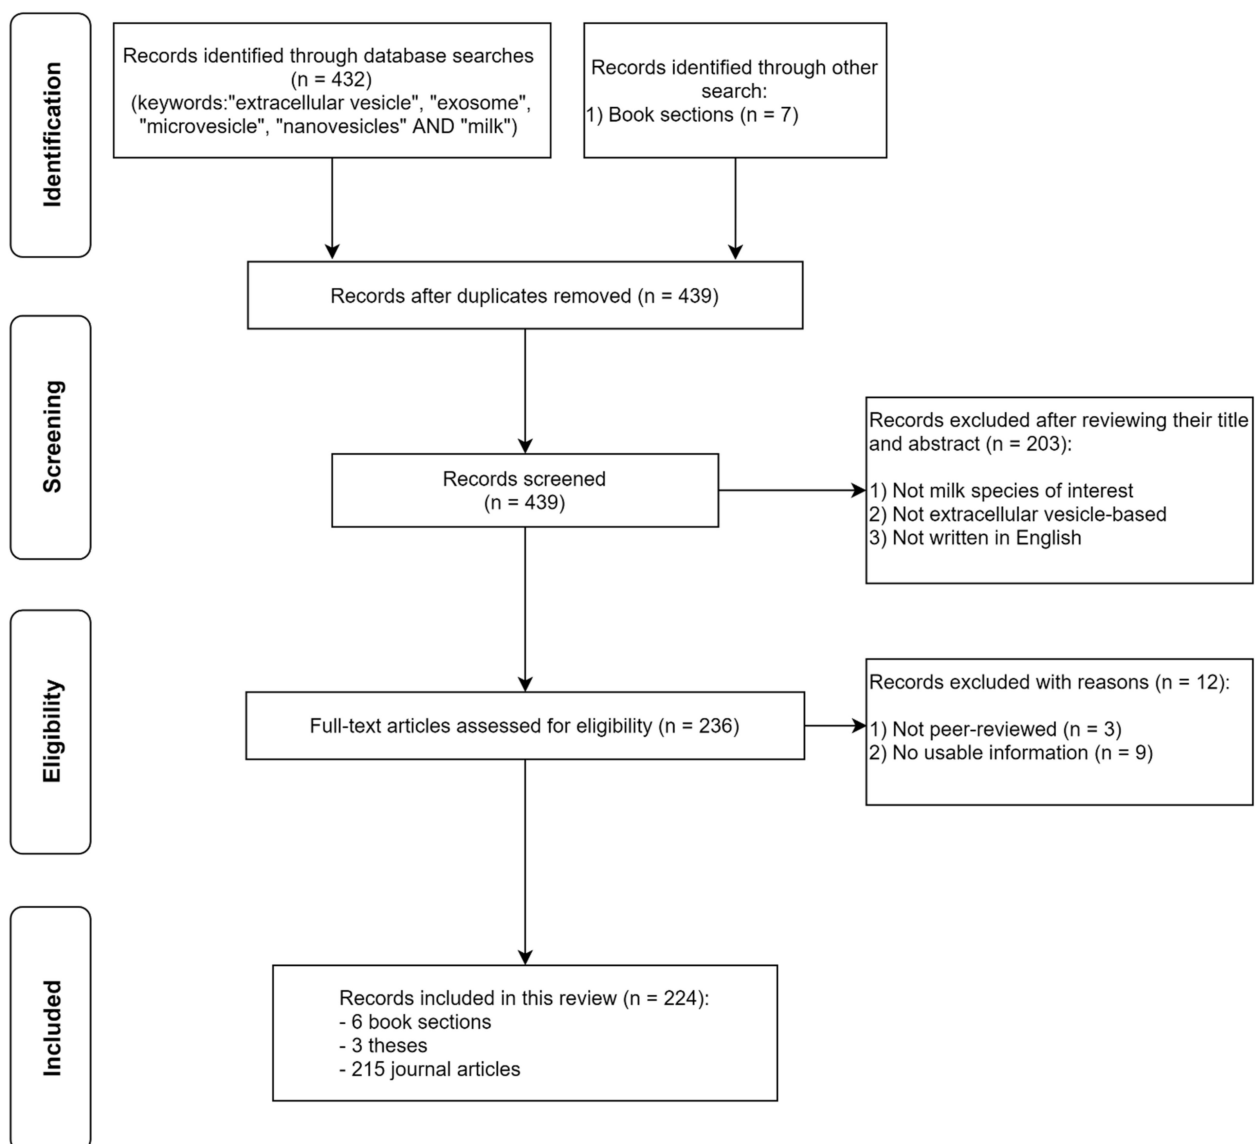 Identification
Records identified through database searches
(n = 432)
(keywords:"extracellular vesicle", "exosome",
"microvesicle", "nanovesicles" AND "milk")
Records identified through other
search:
1) Book sections (n = 7)
Records after duplicates removed (n = 439)
Screening
Records screened
(n = 439)
Records excluded after reviewing their title
and abstract (n = 203):
1) Not milk species of interest
2) Not extracellular vesicle-based
3) Not written in English
Eligibility
Full-text articles assessed for eligibility (n = 236)
Records excluded with reasons (n = 12):
1) Not peer-reviewed (n = 3)
2) No usable information (n = 9)
Included
Records included in this review (n = 224):
- 6 book sections
- 3 theses
- 215 journal articles